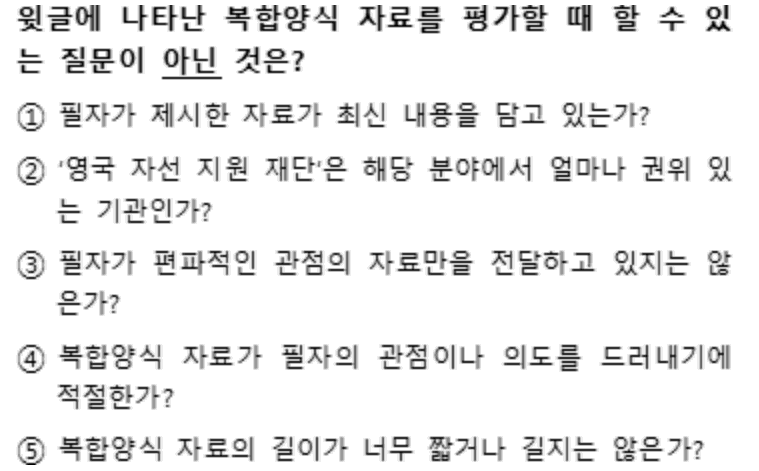 윗글에 나타난 복합양식 자료를 평가할 때 할 수 있
는 질문이 아닌 것은?
① 필자가 제시한 자료가 최신 내용을 담고 있는가?
② ‘영국 자선 지원 재단’은 해당 분야에서 얼마나 권위 있
는 기관인가?
③ 필자가 편파적인 관점의 자료만을 전달하고 있지는 않
은가?
④ 복합양식 자료가 필자의 관점이나 의도를 드러내기에
적절한가?
⑤ 복합양식 자료의 길이가 너무 짧거나 길지는 않은가?